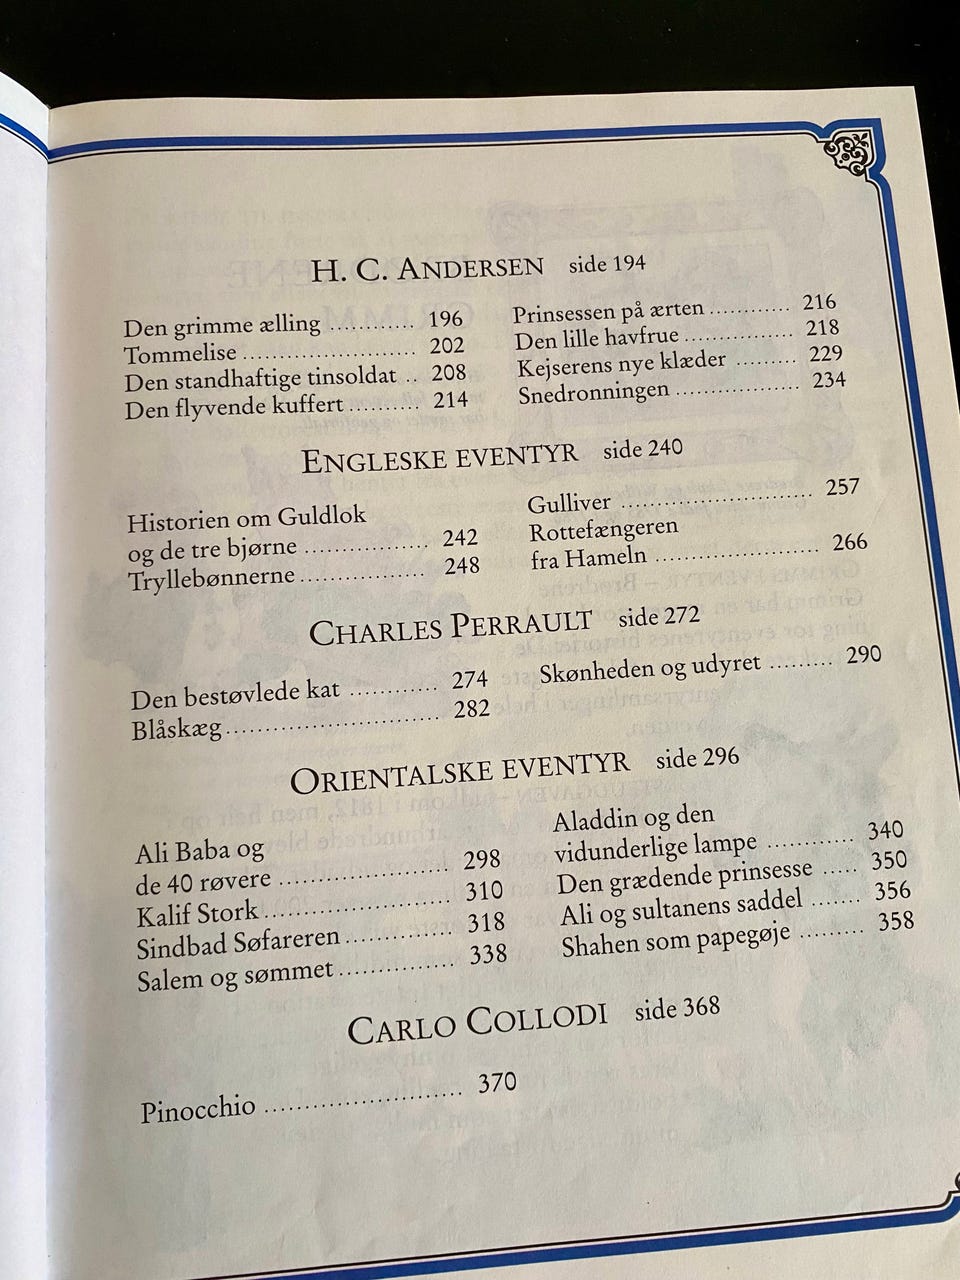 H. C. ANDERSEN side 194
Den grimme ælling ............ 196
Tommelise ......................... 202
Den standhaftige tinsoldat .. 208
Den flyvende kuffert .......... 214
Prinsessen på ærten ............ 216
Den lille havfrue ................ 218
Kejserens nye klæder ......... 229
Snedronningen .................. 234
ENGLESKE EVENTYR side 240
Historien om Guldlok
og de tre bjørne .................. 242
Tryllebønnerne .................. 248
Gulliver ............................ 257
Rottefængeren
fra Hameln ........................ 266
CHARLES PERRAULT side 272
Den bestøvlede kat ............. 274
Blåskæg ............................... 282
Skønheden og udyret ......... 290
ORIENTALSKE EVENTYR side 296
Ali Baba og
de 40 røvere ........................ 298
Kalif Stork ........................... 310
Sindbad Søfareren ............... 318
Salem og sømmet ................ 338
Aladdin og den
vidunderlige lampe ............ 340
Den grædende prinsesse ..... 350
Ali og sultanens saddel ....... 356
Shahen som papegøje ......... 358
CARLO COLLODI side 368
Pinocchio ............................. 370